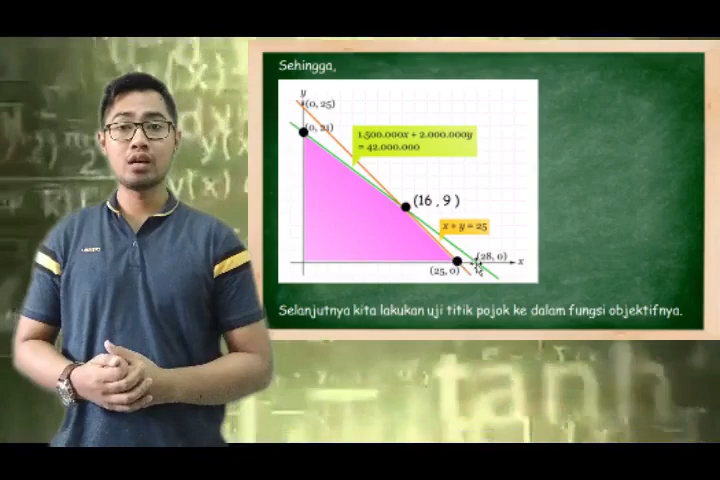 Sehingga,
y
(0, 25)
(0, 21)
1.500.000x + 2.000.000y
= 42.000.000
(16 , 9 )
x + y = 25
(28, 0)
x
(25, 0)
Selanjutnya kita lakukan uji titik pojok ke dalam fungsi objektifnya.
tanh